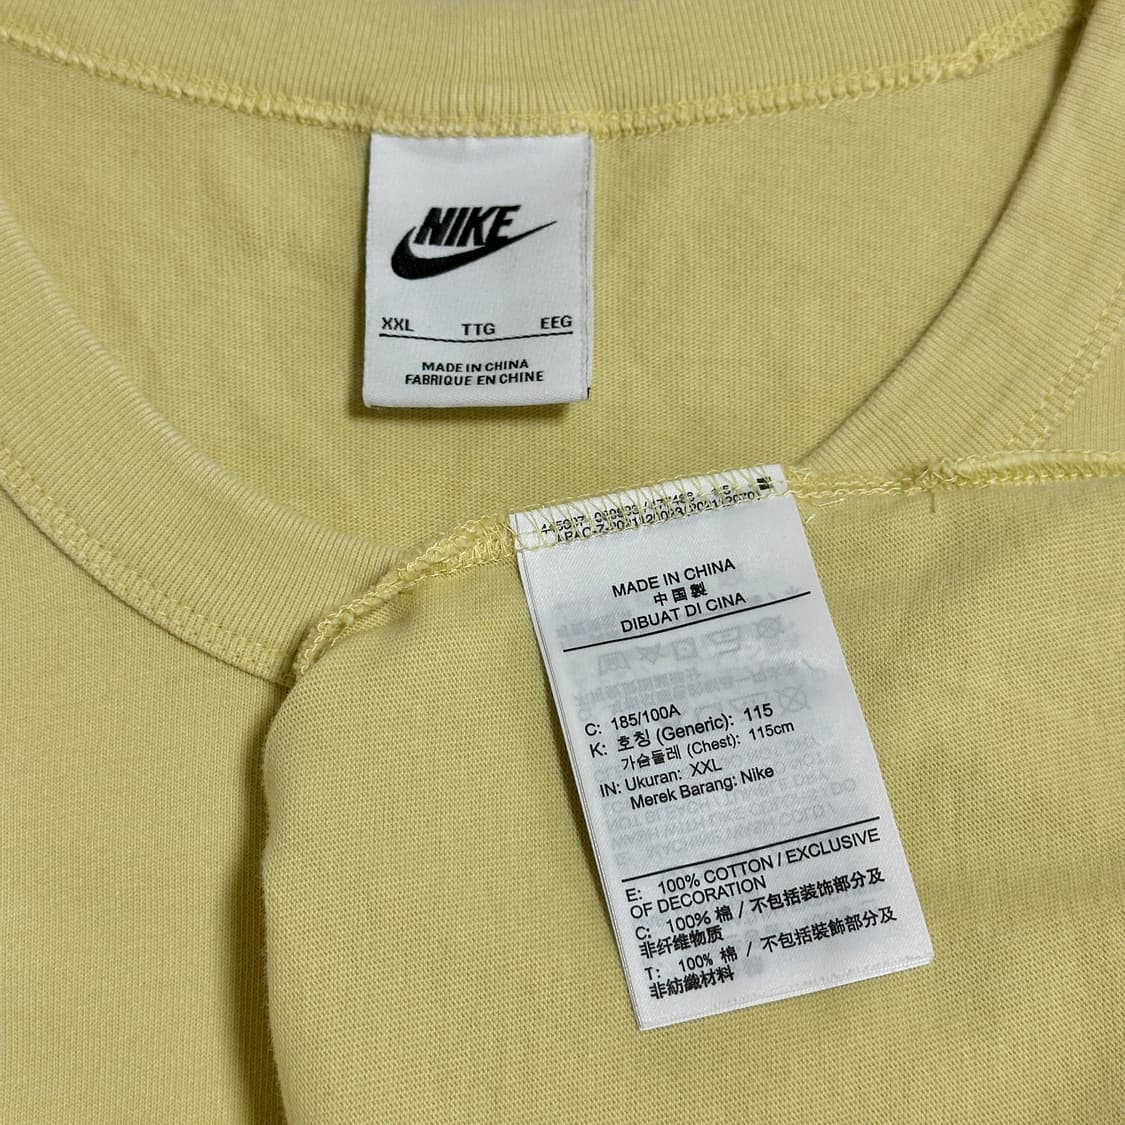 NIKE
XXL TTG EEG
MADE IN CHINA
FABRIQUE EN CHINE
MADE IN CHINA
中国製
DIBUAT DI CINA
C: 185/100A
K: 호칭 (Generic): 115
가슴둘레 (Chest): 115cm
IN: Ukuran: XXL
Merek Barang: Nike
E: 100% COTTON / EXCLUSIVE
OF DECORATION
C: 100% 棉 / 不包括装饰部分及
非纤维物质
T: 100% 棉 / 不包括裝飾部分及
非紡織材料